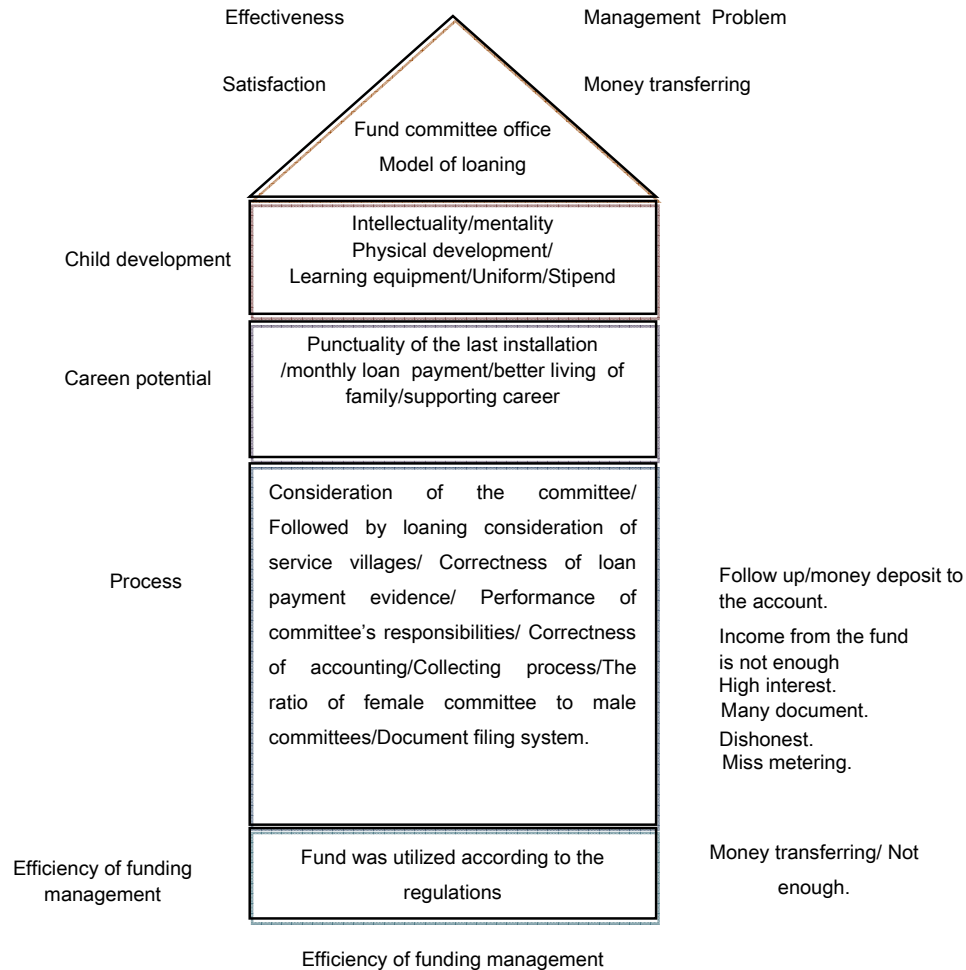 Effectiveness
Management Problem
Satisfaction
Money transferring
Fund committee office
Model of loaning
Child development
Intellectuality/mentality
Physical development/
Learning equipment/Uniform/Stipend
Careen potential
Punctuality of the last installation
/monthly loan payment/better living of
family/supporting career
Process
Consideration of the committee/
Followed by loaning consideration of
service villages/ Correctness of loan
payment evidence/ Performance of
committee's responsibilities/ Correctness
of accounting/Collecting process/The
ratio of female committee to male
committees/Document filing system.
Follow up/money deposit to
the account.
Income from the fund
is not enough
High interest.
Many document.
Dishonest.
Miss metering.
Efficiency of funding
management
Fund was utilized according to the
regulations
Money transferring/ Not
enough.
Efficiency of funding management